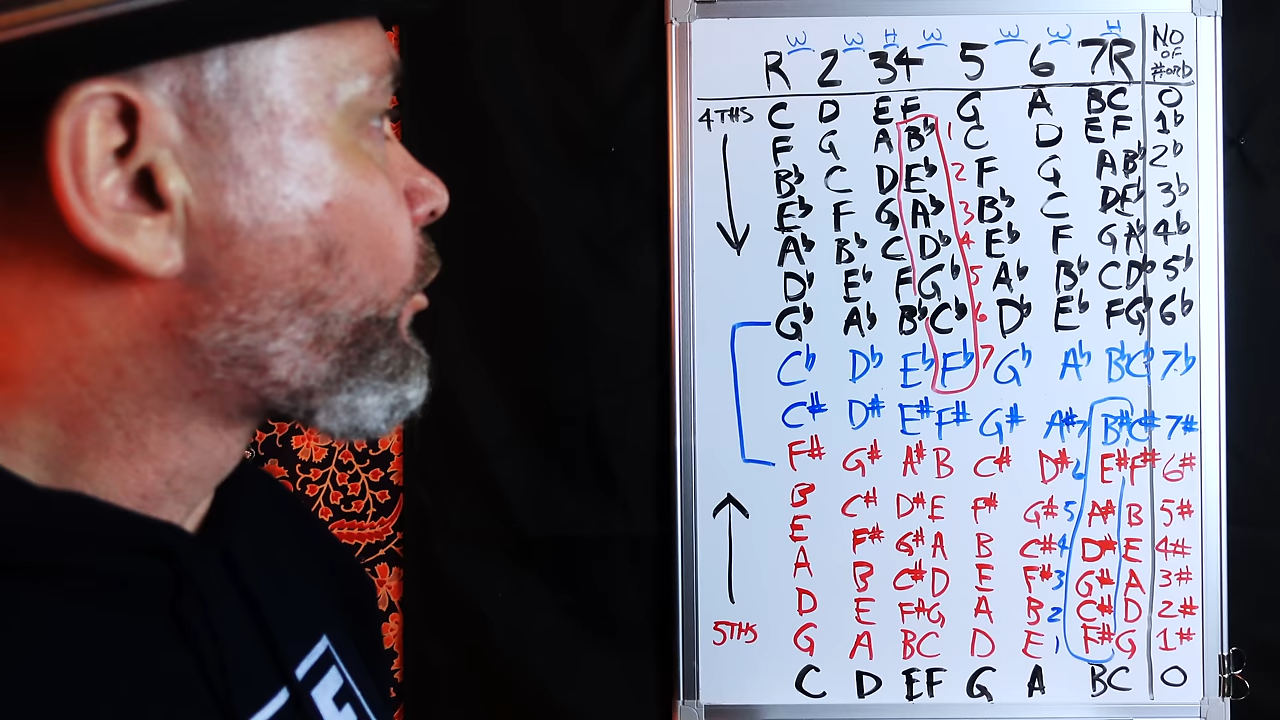 W W H W W W H
R 2 3 4 5 6 7 R NO OF # OR b
C D E F G A B C 0
4THS F G A B♭ 1 C D E F 1♭
B♭ C D E♭ 2 F G A B♭ 2♭
E♭ F G A♭ 3 B♭ C D E♭ 3♭
A♭ B♭ C D♭ 4 E♭ F G A♭ 4♭
D♭ E♭ F G♭ 5 A♭ B♭ C D♭ 5♭
G♭ A♭ B♭ C♭ 6 D♭ E♭ F G♭ 6♭
C♭ D♭ E♭ F♭ 7 G♭ A♭ B♭ C♭ 7♭
C# D# E# F# G# A# 7 B# C# 7#
F# G# A# B C# D# 6 E# F# 6#
B C# D# E F# G# 5 A# B 5#
E F# G# A B C# 4 D# E 4#
A B C# D E F# 3 G# A 3#
D E F# G A B 2 C# D 2#
5THS G A B C D E 1 F# G 1#
C D E F G A B C 0